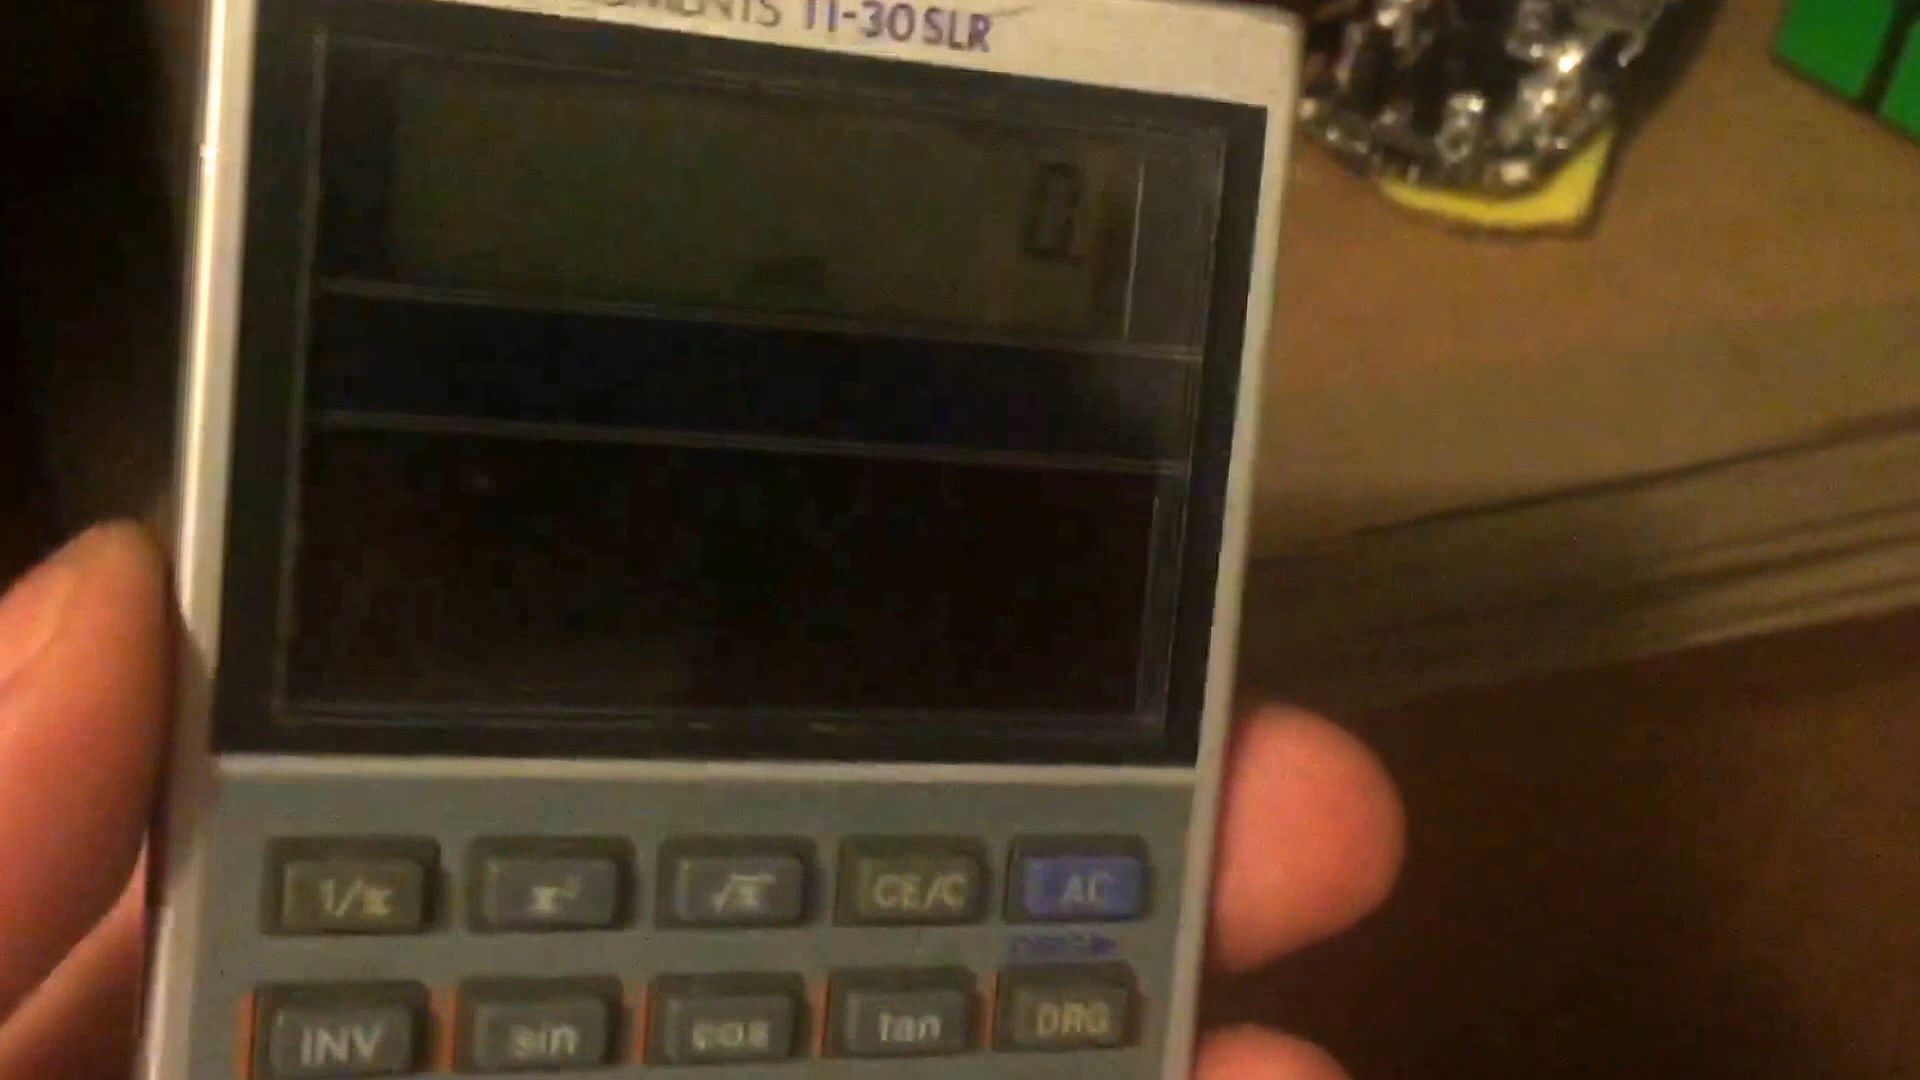 TI-30 SLR
0.
1/x x² √x CE/C AC
INV sin cos tan DRG